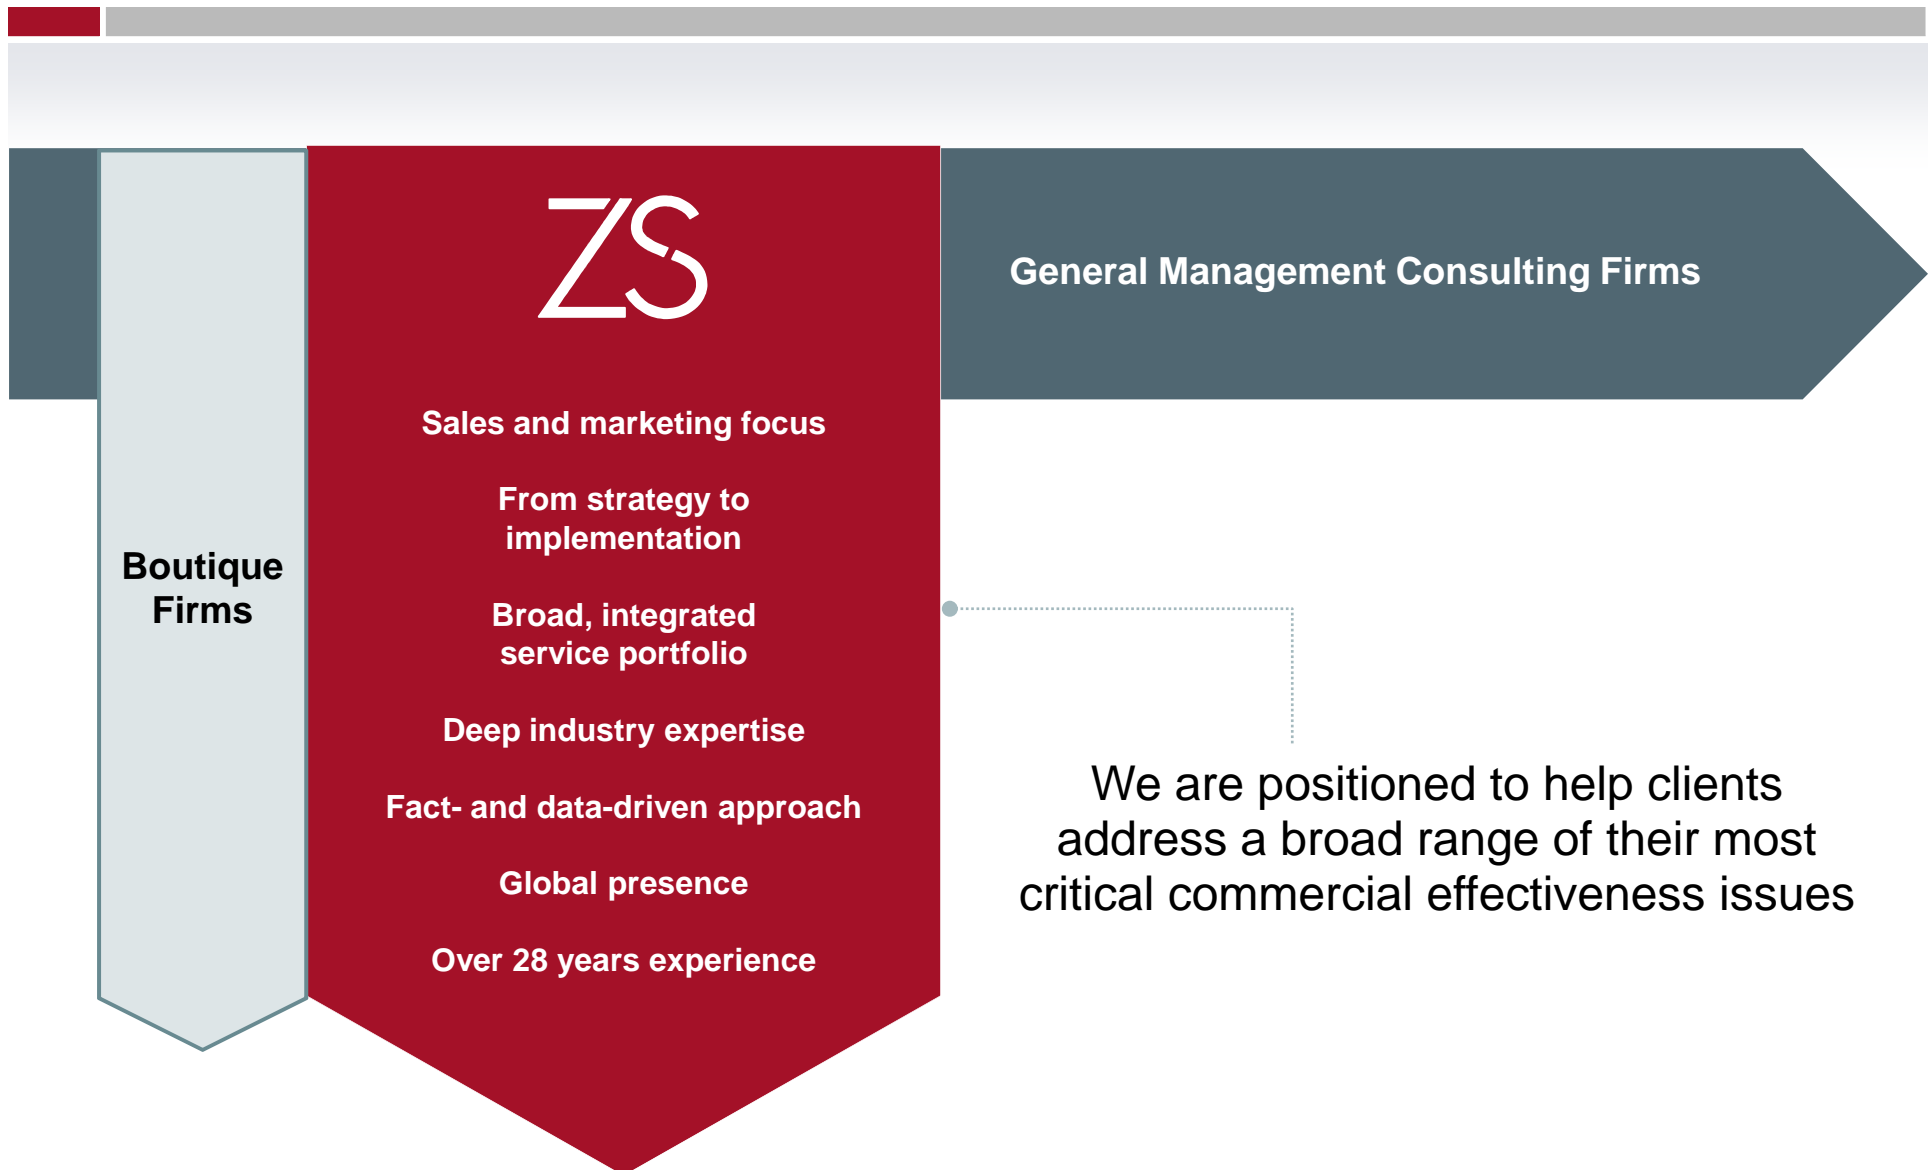 ZS
General Management Consulting Firms
Sales and marketing focus
From strategy to
implementation
Boutique
Firms
Broad, integrated
service portfolio
Deep industry expertise
Fact- and data-driven approach
Global presence
Over 28 years experience
We are positioned to help clients
address a broad range of their most
critical commercial effectiveness issues